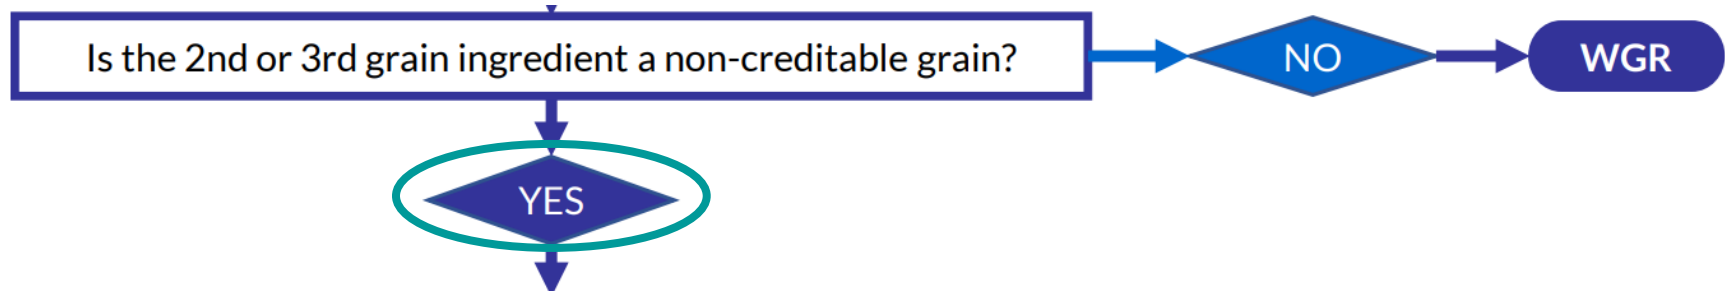 Is the 2nd or 3rd grain ingredient a non-creditable grain?
NO
WGR
YES